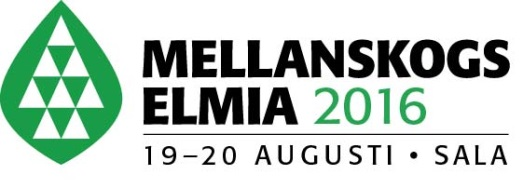 MELLANSKOGS
ELMIA 2016
19–20 AUGUSTI • SALA